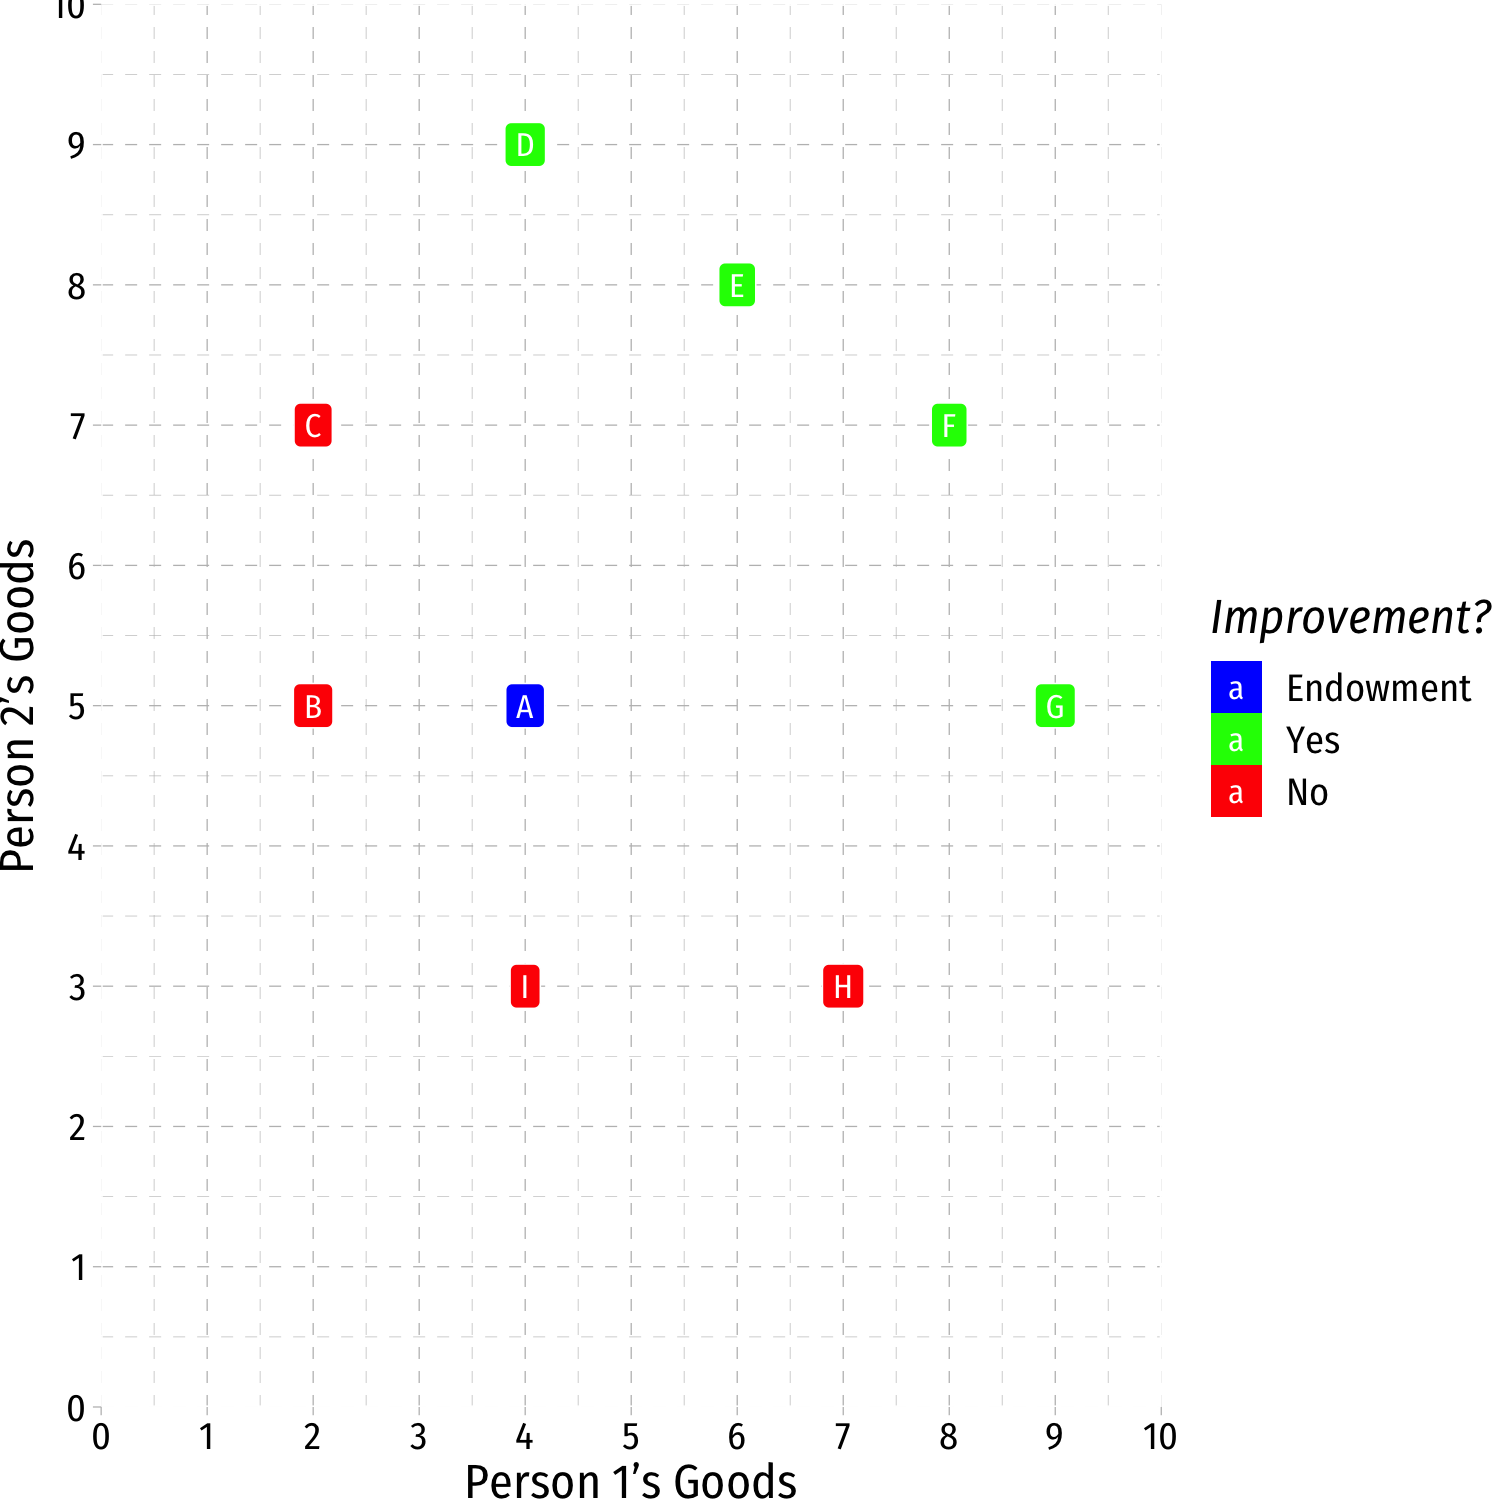 10
9
8
7
6
5
4
3
2
1
0
0 1 2 3 4 5 6 7 8 9 10
Person 2’s Goods
Person 1’s Goods
D
E
C
F
B
A
G
I
H
Improvement?
a Endowment
a Yes
a No